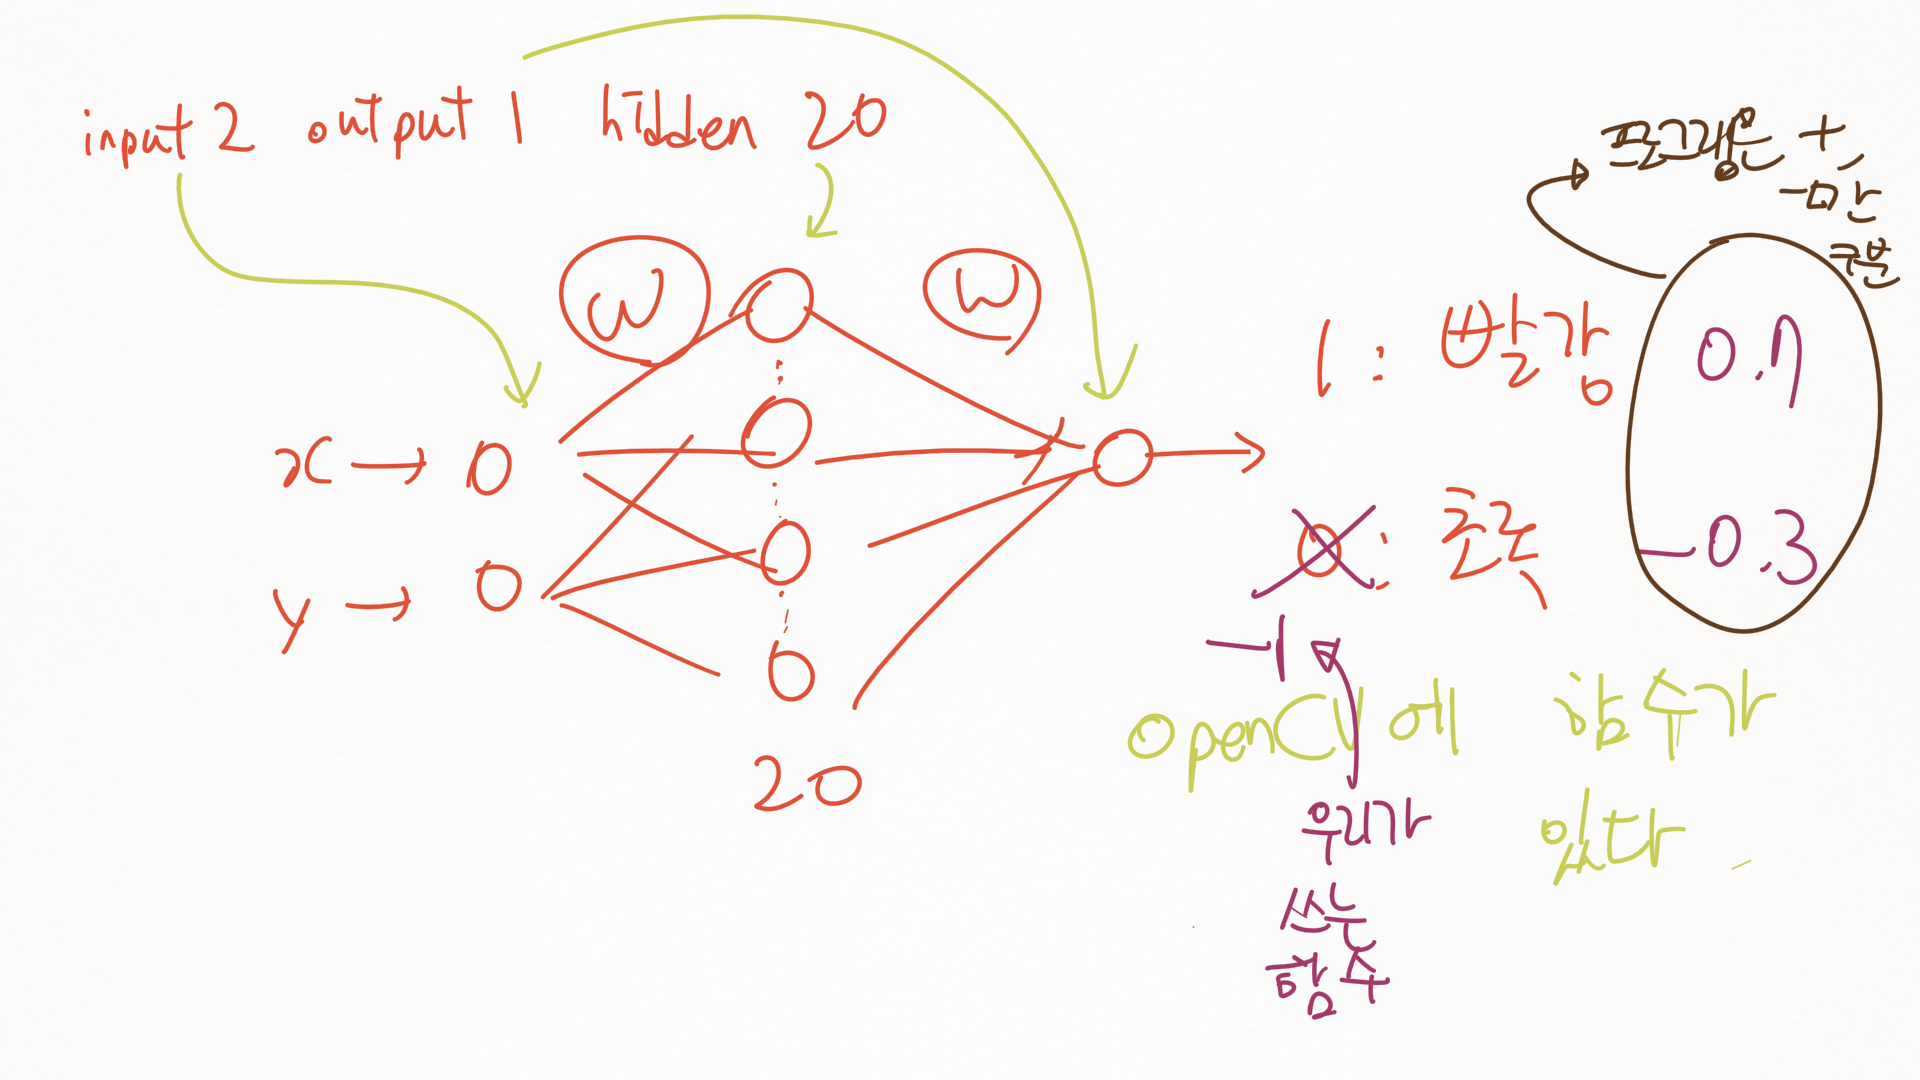 input 2 output 1 hidden 20
프로그램은 +,
-만
구분
W
W
1 : 빨강
0.7
x →
0 : 초록
-0.3
y →
-1
openCV에 함수가
있다.
20
우리가
쓰는
함수